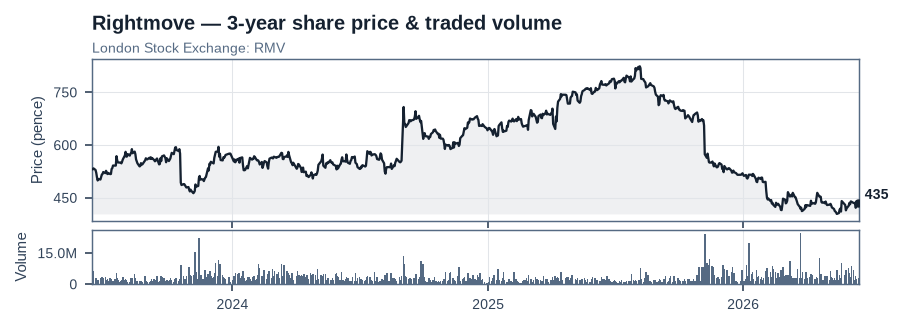 Rightmove — 3-year share price & traded volume
London Stock Exchange: RMV
Price (pence)
750
600
450
435
Volume
15.0M
0
2024
2025
2026